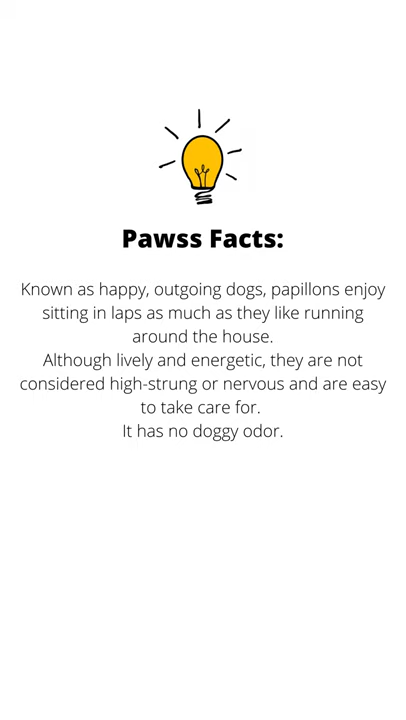 Pawss Facts:
Known as happy, outgoing dogs, papillons enjoy
sitting in laps as much as they like running
around the house.
Although lively and energetic, they are not
considered high-strung or nervous and are easy
to take care for.
It has no doggy odor.